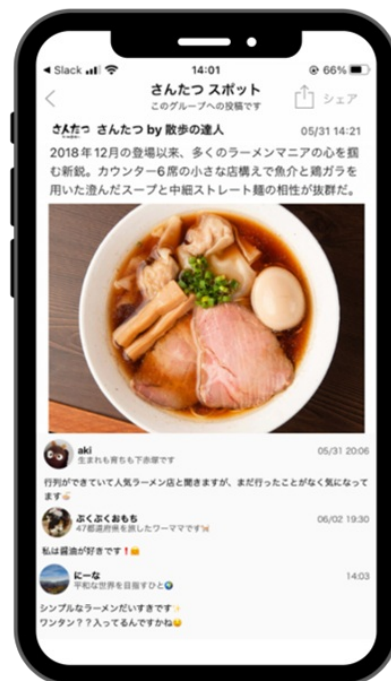 Slack 14:01 66%
さんたつ スポット
このグループへの投稿です
シェア
さんたつ さんたつ by 散歩の達人 05/31 14:21
2018年12月の登場以来、多くのラーメンマニアの心を掴
む新鋭。カウンター6席の小さな店構えで魚介と鶏ガラを
用いた澄んだスープと中細ストレート麺の相性が抜群だ。
aki 05/31 20:06
生まれも育ちも下赤塚です
行列ができていて人気ラーメン店と聞きますが、まだ行ったことがなく気になって
ます
ぷくぷくおもち 06/02 19:30
47都道府県を旅したワーママです
私は醤油が好きです！
にーな 14:03
平和な世界を目指すひと
シンプルなラーメンだいすきです
ワンタン？？入ってるんですかね